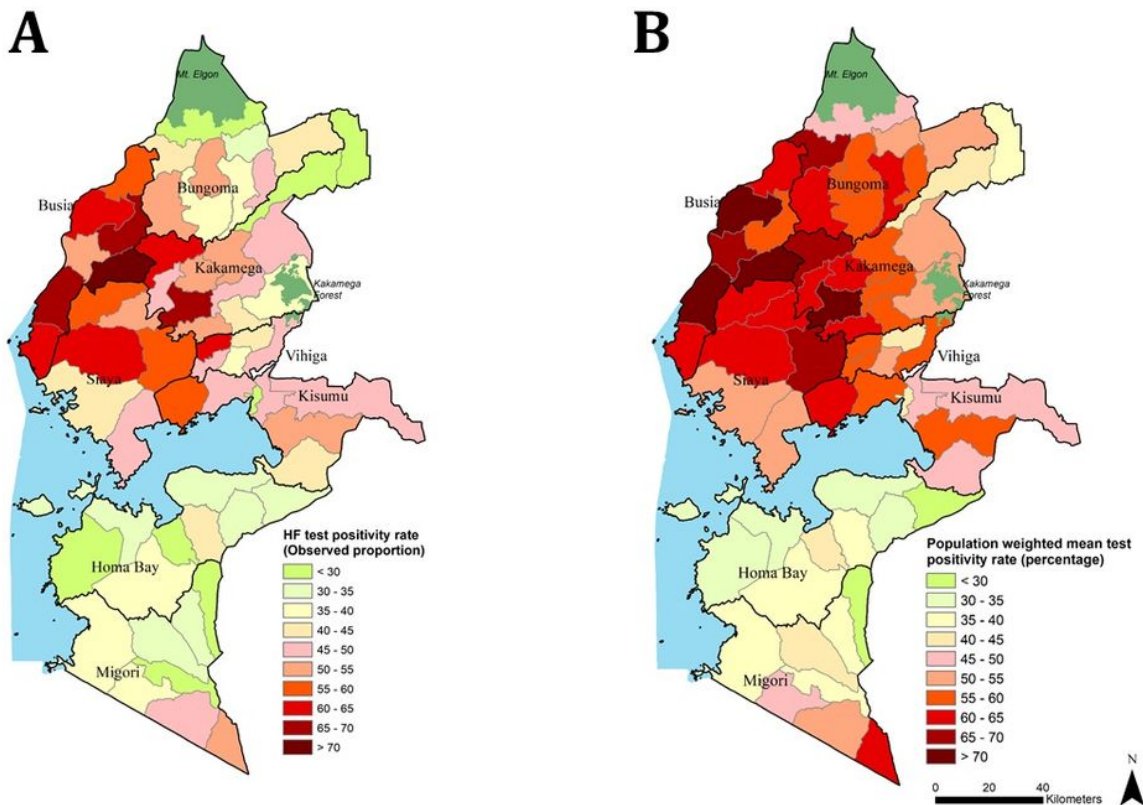 A
Mt. Elgon
Bungoma
Busia
Kakamega
Kakamega
Forest
Vihiga
Siaya
Kisumu
Homa Bay
Migori
HF test positivity rate
(Observed proportion)
< 30
30 - 35
35 - 40
40 - 45
45 - 50
50 - 55
55 - 60
60 - 65
65 - 70
> 70
B
Mt. Elgon
Bungoma
Busia
Kakamega
Kakamega
Forest
Vihiga
Siaya
Kisumu
Homa Bay
Migori
Population weighted mean test
positivity rate (percentage)
< 30
30 - 35
35 - 40
40 - 45
45 - 50
50 - 55
55 - 60
60 - 65
65 - 70
> 70
N
0 20 40
Kilometers